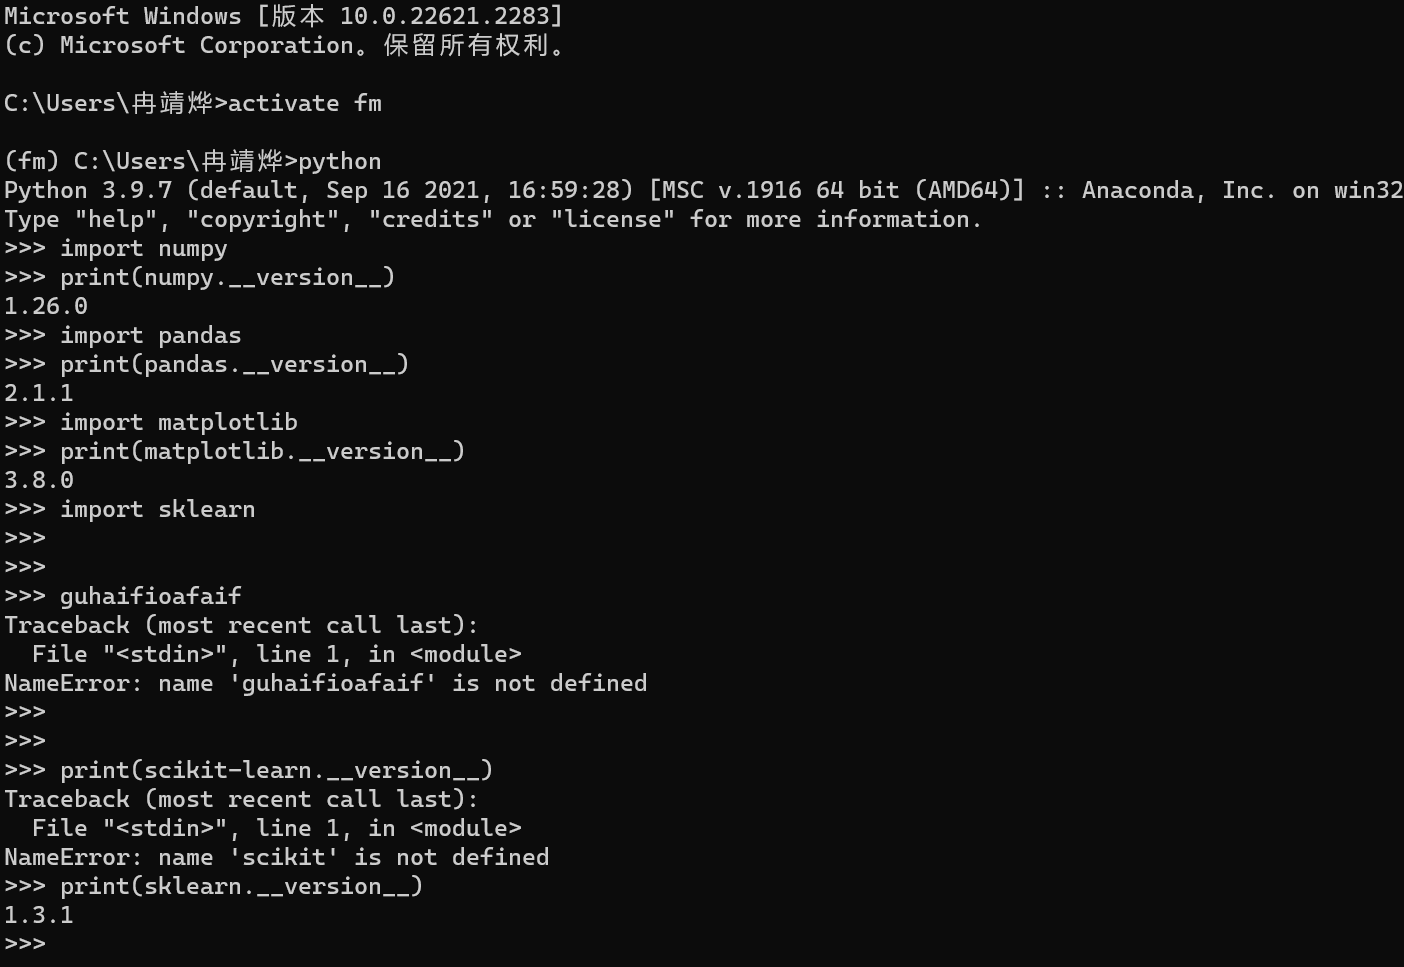 Microsoft Windows [版本 10.0.22621.2283]
(c) Microsoft Corporation。保留所有权利。
C:\Users\冉靖烨>activate fm
(fm) C:\Users\冉靖烨>python
Python 3.9.7 (default, Sep 16 2021, 16:59:28) [MSC v.1916 64 bit (AMD64)] :: Anaconda, Inc. on win32
Type "help", "copyright", "credits" or "license" for more information.
>>> import numpy
>>> print(numpy.__version__)
1.26.0
>>> import pandas
>>> print(pandas.__version__)
2.1.1
>>> import matplotlib
>>> print(matplotlib.__version__)
3.8.0
>>> import sklearn
>>>
>>>
>>> guhaifioafaif
Traceback (most recent call last):
  File "<stdin>", line 1, in <module>
NameError: name 'guhaifioafaif' is not defined
>>>
>>>
>>> print(scikit-learn.__version__)
Traceback (most recent call last):
  File "<stdin>", line 1, in <module>
NameError: name 'scikit' is not defined
>>> print(sklearn.__version__)
1.3.1
>>>